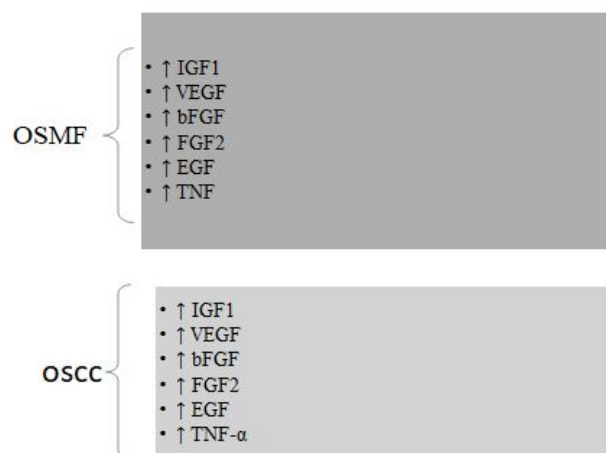 OSMF
• ↑ IGF1
• ↑ VEGF
• ↑ bFGF
• ↑ FGF2
• ↑ EGF
• ↑ TNF
OSCC
• ↑ IGF1
• ↑ VEGF
• ↑ bFGF
• ↑ FGF2
• ↑ EGF
• ↑ TNF-α